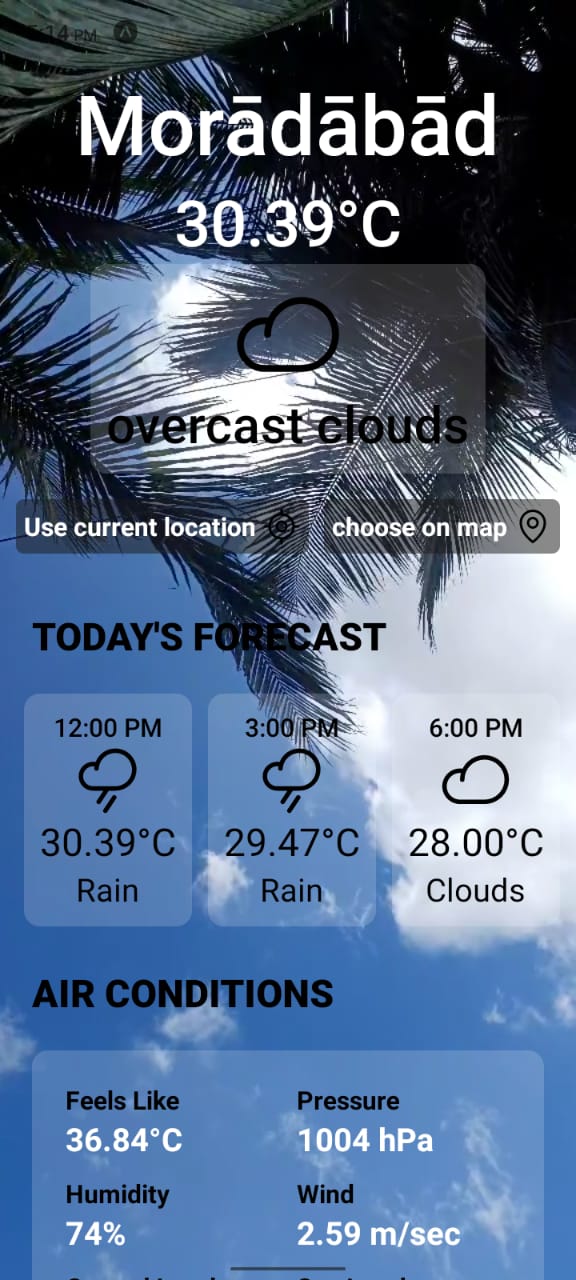 14 PM
Morādābād
30.39°C
overcast clouds
Use current location choose on map
TODAY'S FORECAST
12:00 PM 3:00 PM 6:00 PM
30.39°C 29.47°C 28.00°C
Rain Rain Clouds
AIR CONDITIONS
Feels Like Pressure
36.84°C 1004 hPa
Humidity Wind
74% 2.59 m/sec